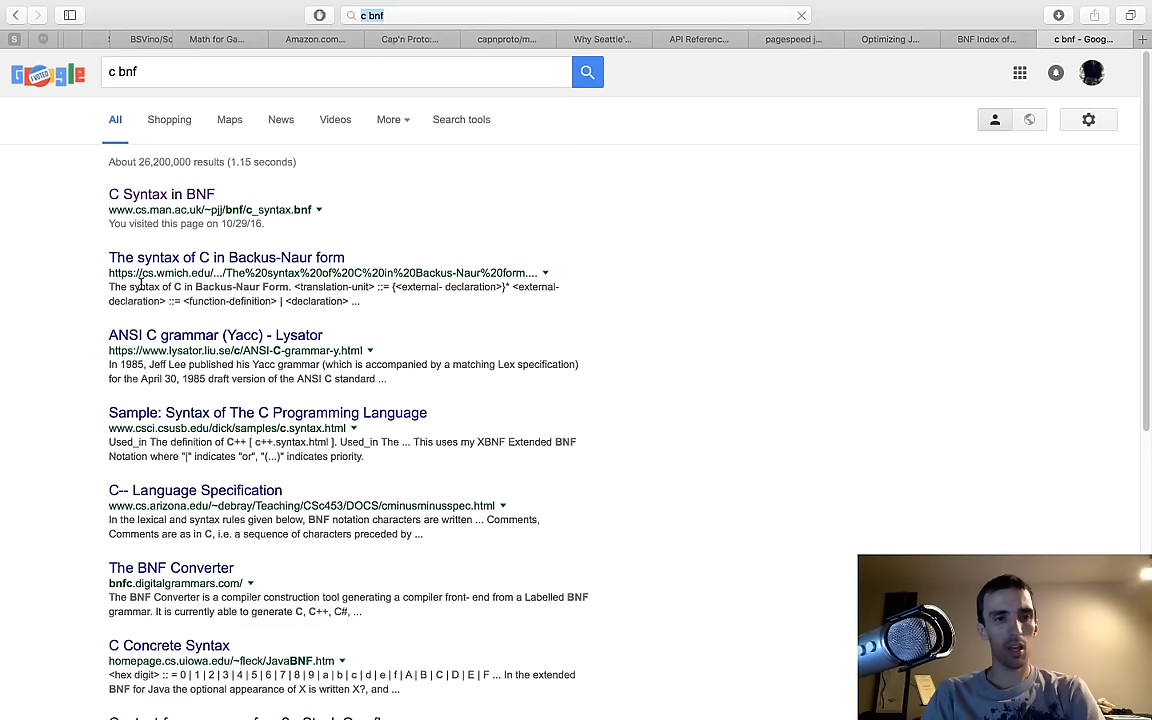 c bnf
S
BSVino/Sc
Math for Ga...
Amazon.com...
Cap'n Proto:...
capnproto/m...
Why Seattle'...
API Referenc...
pagespeed j...
Optimizing J...
BNF Index of...
c bnf - Goog...
I VOTED
c bnf
All
Shopping
Maps
News
Videos
More
Search tools
About 26,200,000 results (1.15 seconds)
C Syntax in BNF
www.cs.man.ac.uk/~pjj/bnf/c_syntax.bnf
You visited this page on 10/29/16.
The syntax of C in Backus-Naur form
https://cs.wmich.edu/.../The%20syntax%20of%20C%20in%20Backus-Naur%20form....
The syntax of C in Backus-Naur Form. <translation-unit> ::= {<external- declaration>}* <external-
declaration> ::= <function-definition> | <declaration> ...
ANSI C grammar (Yacc) - Lysator
https://www.lysator.liu.se/c/ANSI-C-grammar-y.html
In 1985, Jeff Lee published his Yacc grammar (which is accompanied by a matching Lex specification)
for the April 30, 1985 draft version of the ANSI C standard ...
Sample: Syntax of The C Programming Language
www.csci.csusb.edu/dick/samples/c.syntax.html
Used_in The definition of C++ [ c++.syntax.html ]. Used_in The ... This uses my XBNF Extended BNF
Notation where "|" indicates "or", "(...)" indicates priority.
C-- Language Specification
www.cs.arizona.edu/~debray/Teaching/CSc453/DOCS/cminusminusspec.html
In the lexical and syntax rules given below, BNF notation characters are written ... Comments,
Comments are as in C, i.e. a sequence of characters preceded by ...
The BNF Converter
bnfc.digitalgrammars.com/
The BNF Converter is a compiler construction tool generating a compiler front- end from a Labelled BNF
grammar. It is currently able to generate C, C++, C#, ...
C Concrete Syntax
homepage.cs.uiowa.edu/~fleck/JavaBNF.htm
<hex digit> :: = 0 | 1 | 2 | 3 | 4 | 5 | 6 | 7 | 8 | 9 | a | b | c | d | e | f | A | B | C | D | E | F ... In the extended
BNF for Java the optional appearance of X is written X?, and ...